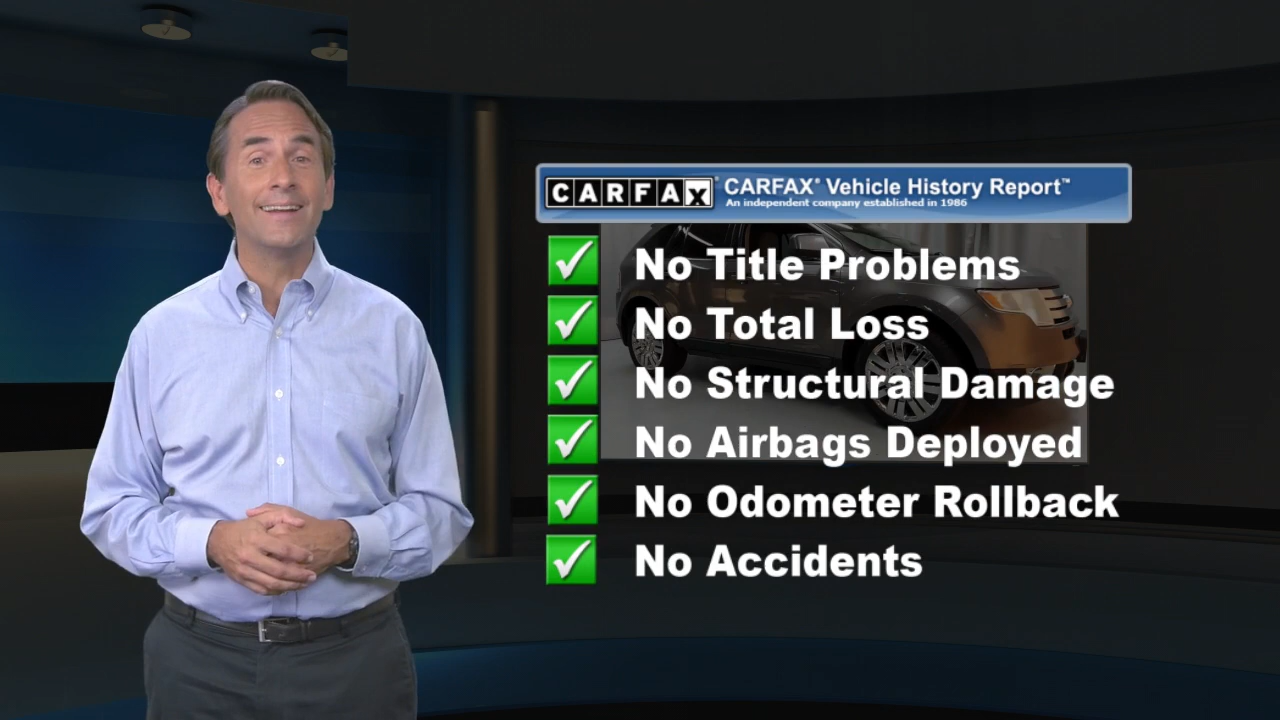 CARFAX® CARFAX® Vehicle History Report™
An independent company established in 1986
No Title Problems
No Total Loss
No Structural Damage
No Airbags Deployed
No Odometer Rollback
No Accidents